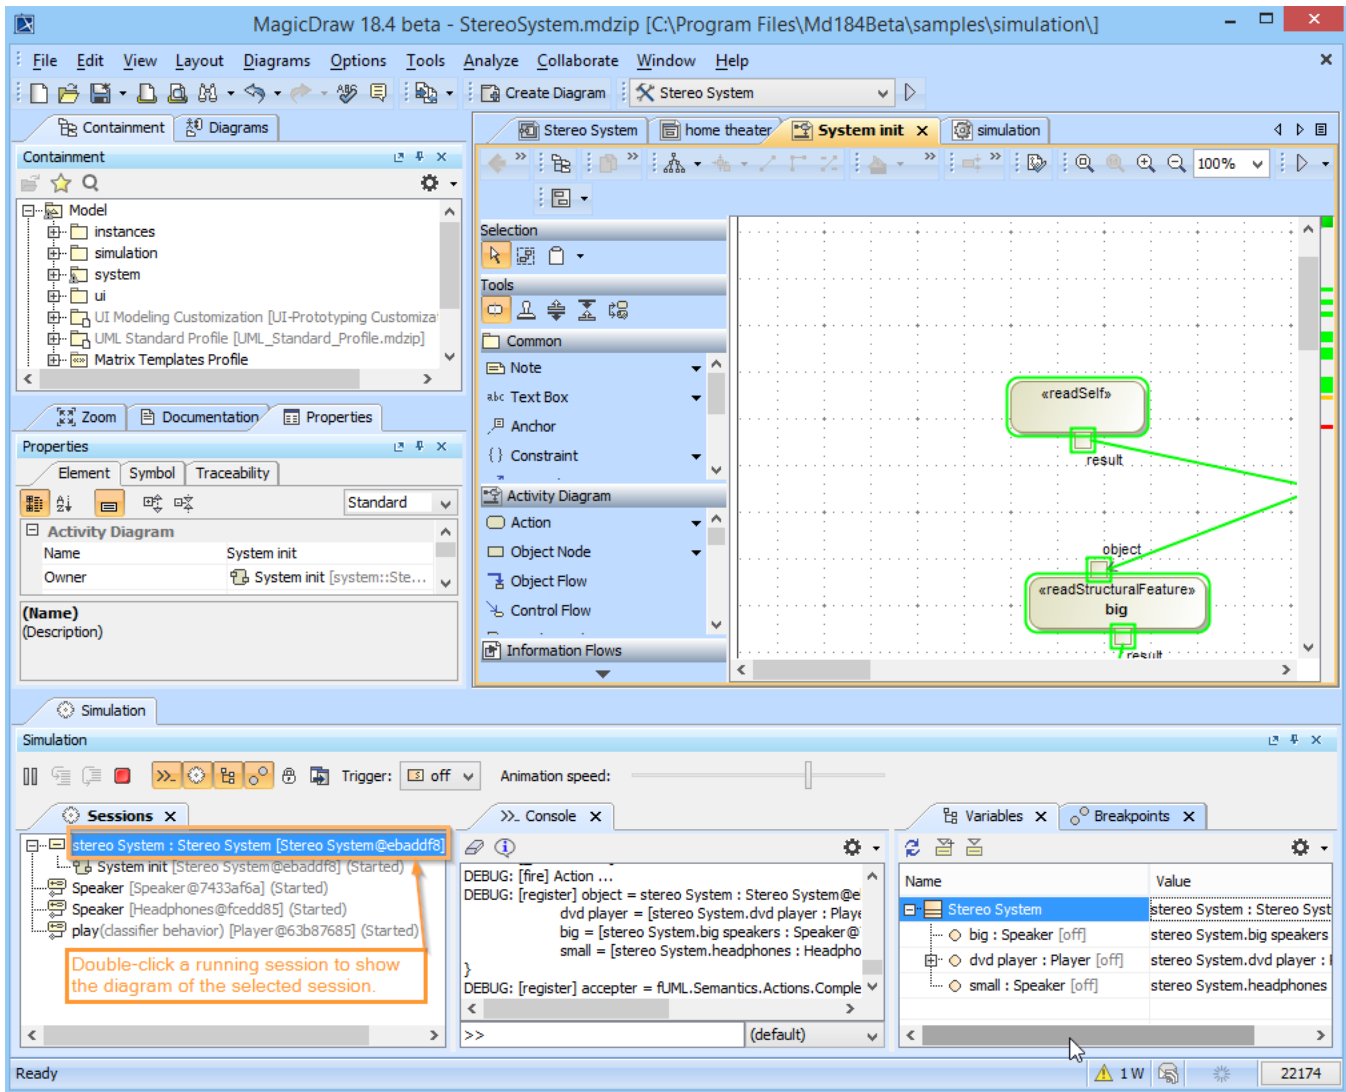 MagicDraw 18.4 beta - StereoSystem.mdzip [C:\Program Files\Md184Beta\samples\simulation\]
File Edit View Layout Diagrams Options Tools Analyze Collaborate Window Help
Create Diagram Stereo System
Containment Diagrams
Containment
Model
instances
simulation
system
ui
UI Modeling Customization [UI-Prototyping Customiza
UML Standard Profile [UML_Standard_Profile.mdzip]
Matrix Templates Profile
Zoom Documentation Properties
Properties
Element Symbol Traceability
Standard
Activity Diagram
Name System init
Owner System init [system::Ste...
(Name)
(Description)
Stereo System home theater System init simulation
100%
Selection
Tools
Common
Note
abc Text Box
Anchor
{} Constraint
Activity Diagram
Action
Object Node
Object Flow
Control Flow
Information Flows
«readSelf»
result
object
«readStructuralFeature»
big
result
Simulation
Simulation
Trigger: off Animation speed:
Sessions
stereo System : Stereo System [Stereo System@ebaddf8]
System init [Stereo System@ebaddf8] (Started)
Speaker [Speaker@7433af6a] (Started)
Speaker [Headphones@fcedd85] (Started)
play(classifier behavior) [Player@63b87685] (Started)
Double-click a running session to show
the diagram of the selected session.
>>_ Console
DEBUG: [fire] Action ...
DEBUG: [register] object = stereo System : Stereo System@e
dvd player = [stereo System.dvd player : Playe
big = [stereo System.big speakers : Speaker@
small = [stereo System.headphones : Headpho
}
DEBUG: [register] accepter = fUML.Semantics.Actions.Comple
>> (default)
Variables Breakpoints
Name Value
Stereo System stereo System : Stereo Syst
big : Speaker [off] stereo System.big speakers
dvd player : Player [off] stereo System.dvd player : I
small : Speaker [off] stereo System.headphones
Ready 1 W 22174